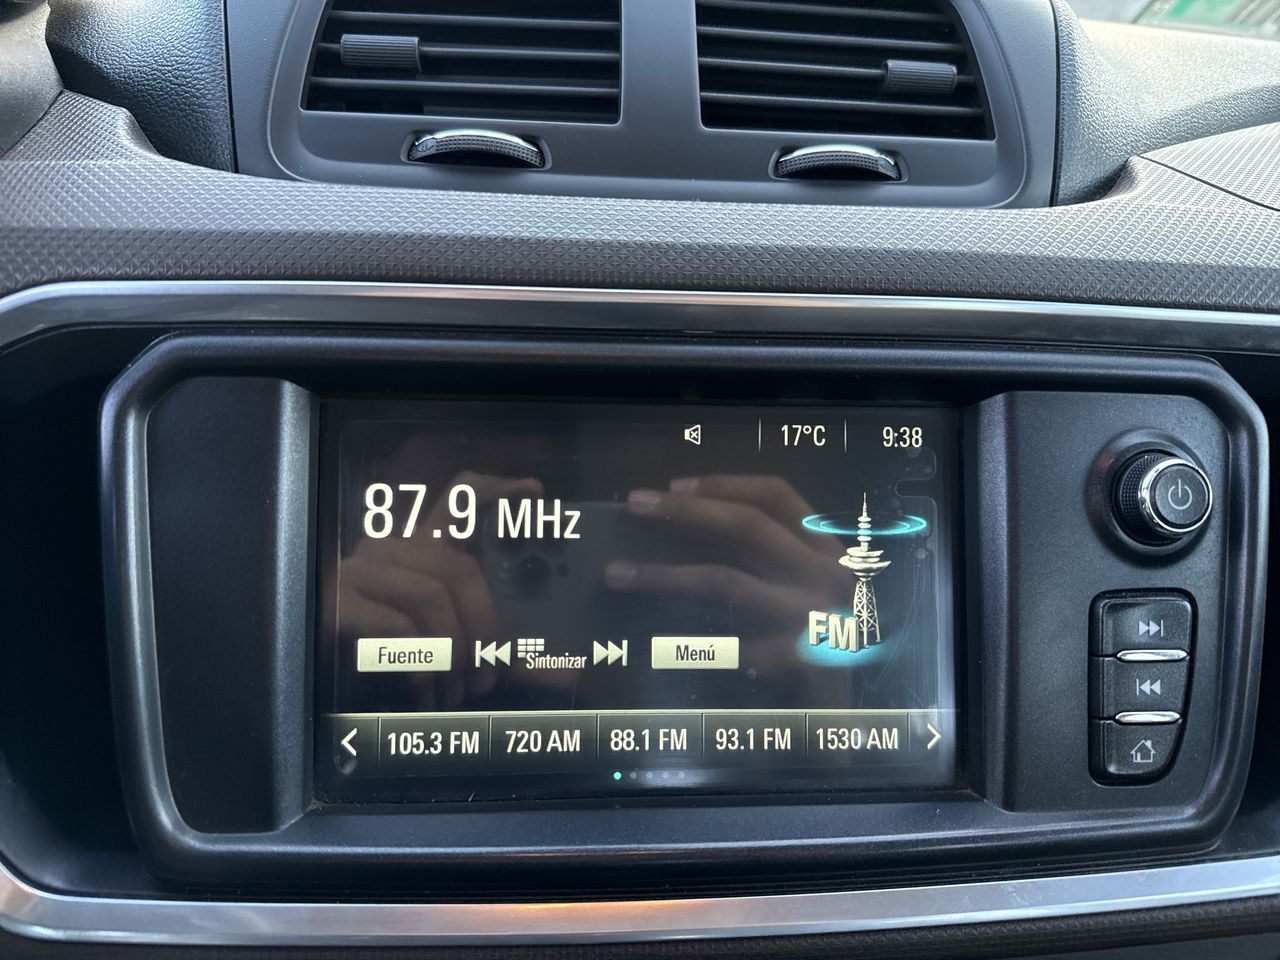 17°C 9:38
87.9 MHz
FM
Fuente Sintonizar Menú
105.3 FM 720 AM 88.1 FM 93.1 FM 1530 AM